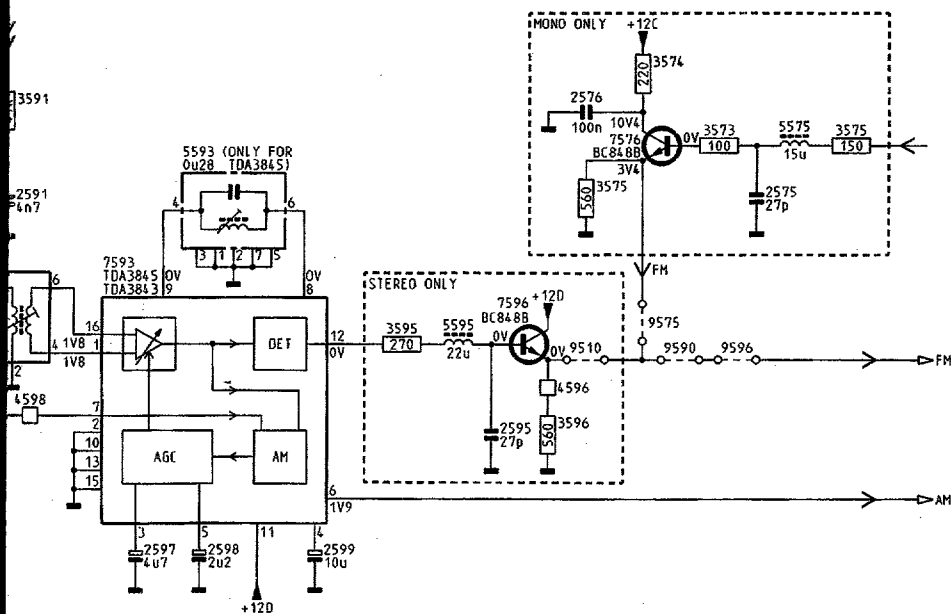 MONO ONLY
+12C
220
3574
2576
100n
10V4
7576
BC848B
3V4
0V
3573
100
5575
15u
3575
150
560
3575
2575
27p
3591
2591
4n7
5593 (ONLY FOR
0u28 TDA3845)
4
6
3
1
2
7
5
7593
TDA3845
TDA3843
0V
9
0V
8
6
4
2
16
1V8
1
1V8
DET
12
0V
4598
7
2
10
13
15
AGC
AM
6
1V9
3
5
11
4
2597
4u7
2598
2u2
2599
10u
+12D
STEREO ONLY
3595
270
5595
22u
7596
BC848B
+12D
0V
0V
4596
560
3596
2595
27p
FM
9575
9510
9590
9596
FM
AM